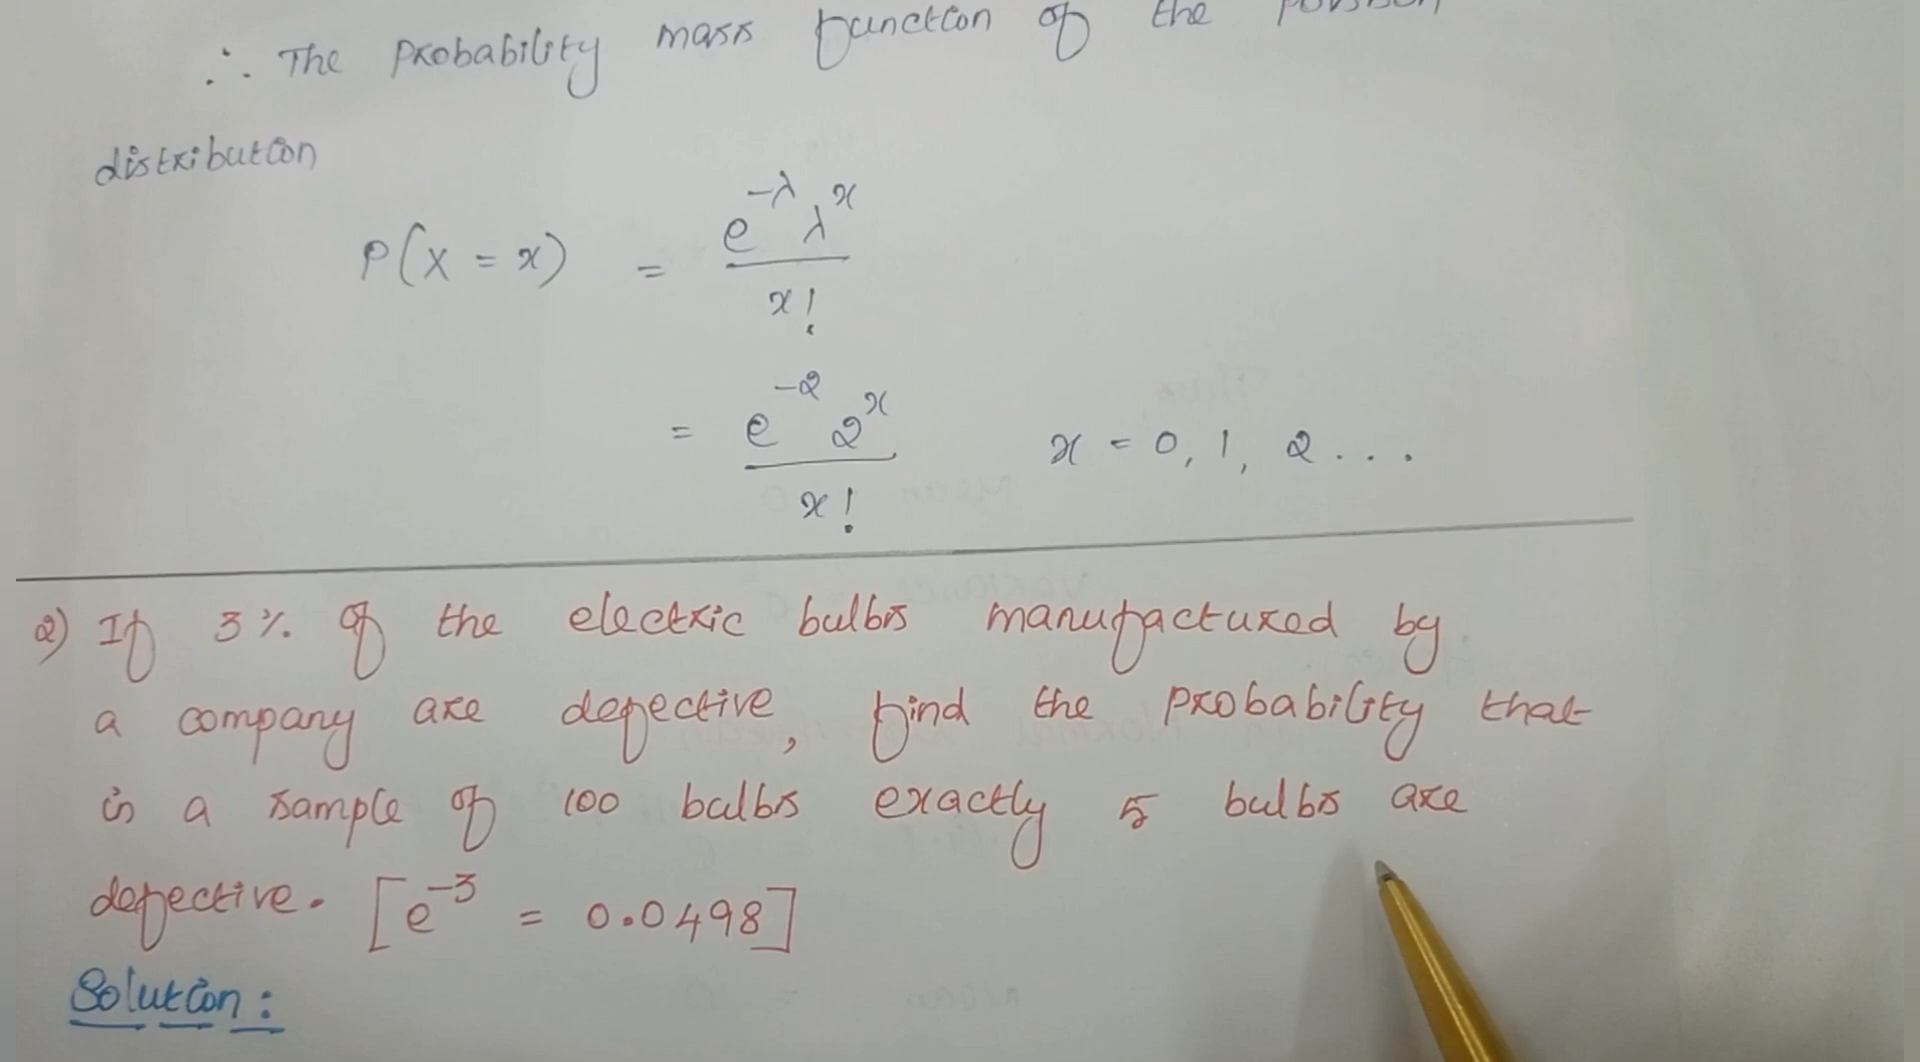 ∴ The Probability mass function of the Poisson
distribution
P(X = x) = e^{-λ} λ^x / x!
= e^{-2} 2^x / x!   x = 0, 1, 2 ...
2) If 3% of the electric bulbs manufactured by
a company are defective, find the probability that
in a sample of 100 bulbs exactly 5 bulbs are
defective. [e^{-3} = 0.0498]
Solution: